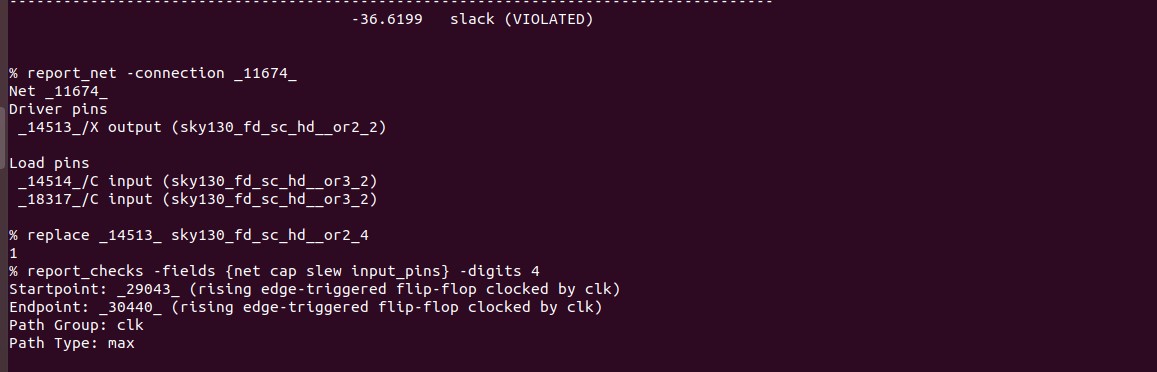 -------------------------------------------------------------------------------------
-36.6199   slack (VIOLATED)
% report_net -connection _11674_
Net _11674_
Driver pins
 _14513_/X output (sky130_fd_sc_hd__or2_2)
Load pins
 _14514_/C input (sky130_fd_sc_hd__or3_2)
 _18317_/C input (sky130_fd_sc_hd__or3_2)
% replace _14513_ sky130_fd_sc_hd__or2_4
1
% report_checks -fields {net cap slew input_pins} -digits 4
Startpoint: _29043_ (rising edge-triggered flip-flop clocked by clk)
Endpoint: _30440_ (rising edge-triggered flip-flop clocked by clk)
Path Group: clk
Path Type: max